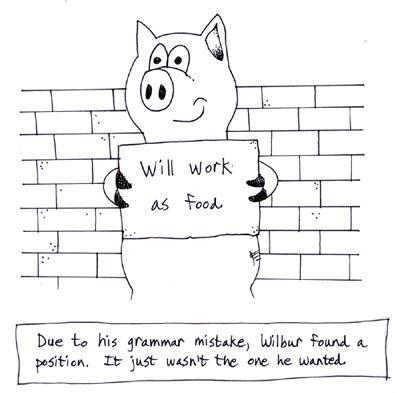 Will work
as food
Due to his grammar mistake, Wilbur found a
position. It just wasn't the one he wanted.